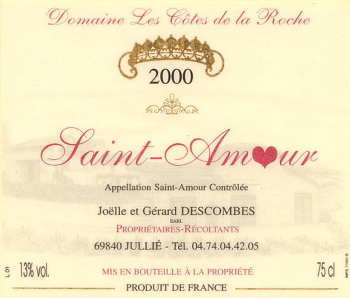 Domaine Les Côtes de la Roche
2000
Saint-Amour
Appellation Saint-Amour Contrôlée
Joëlle et Gérard DESCOMBES
EARL
PROPRIÉTAIRES-RÉCOLTANTS
69840 JULLIÉ - Tél. 04.74.04.42.05
L 01
13% vol.
MIS EN BOUTEILLE À LA PROPRIÉTÉ
75 cl
PRODUIT DE FRANCE